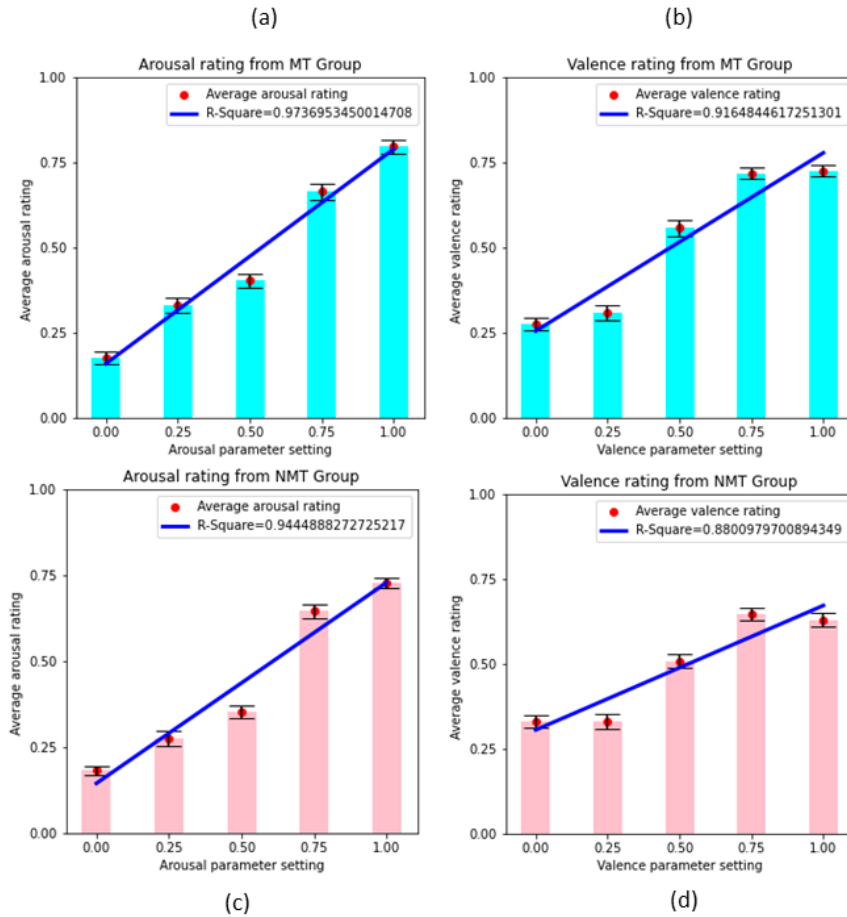 (a)
(b)
Arousal rating from MT Group
1.00
0.75
0.50
0.25
0.00
Average arousal rating
Average arousal rating
R-Square=0.9736953450014708
0.00 0.25 0.50 0.75 1.00
Arousal parameter setting
Valence rating from MT Group
1.00
0.75
0.50
0.25
0.00
Average valence rating
Average valence rating
R-Square=0.9164844617251301
0.00 0.25 0.50 0.75 1.00
Valence parameter setting
Arousal rating from NMT Group
1.00
0.75
0.50
0.25
0.00
Average arousal rating
Average arousal rating
R-Square=0.9444888272725217
0.00 0.25 0.50 0.75 1.00
Arousal parameter setting
Valence rating from NMT Group
1.00
0.75
0.50
0.25
0.00
Average valence rating
Average valence rating
R-Square=0.8800979700894349
0.00 0.25 0.50 0.75 1.00
Valence parameter setting
(c)
(d)